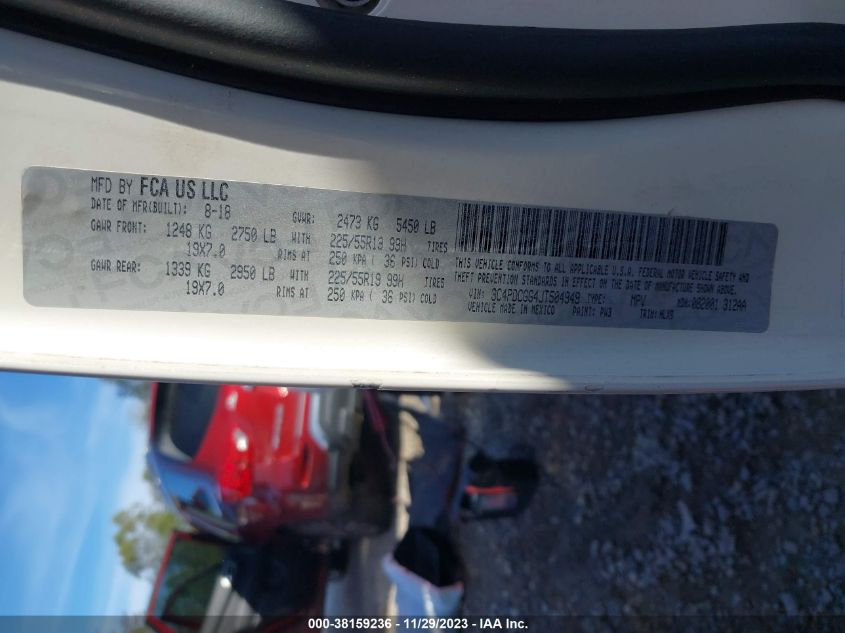 MFD BY FCA US LLC
DATE OF MFR(BUILT): 8-18 GVWR: 2473 KG 5450 LB
GAWR FRONT: 1248 KG 2750 LB WITH 225/55R19 99H TIRES
19X7.0 RIMS AT 250 KPA ( 36 PSI) COLD
GAWR REAR: 1339 KG 2950 LB WITH 225/55R19 99H TIRES
19X7.0 RIMS AT 250 KPA ( 36 PSI) COLD
THIS VEHICLE CONFORMS TO ALL APPLICABLE U.S.A. FEDERAL MOTOR VEHICLE SAFETY AND
THEFT PREVENTION STANDARDS IN EFFECT ON THE DATE OF MANUFACTURE SHOWN ABOVE.
VIN: 3C4PDCGG4JT504949 TYPE: MPV MDH: 082001 312AA
VEHICLE MADE IN MEXICO PAINT: PW3 TRIM:
000-38159236 - 11/29/2023 - IAA Inc.